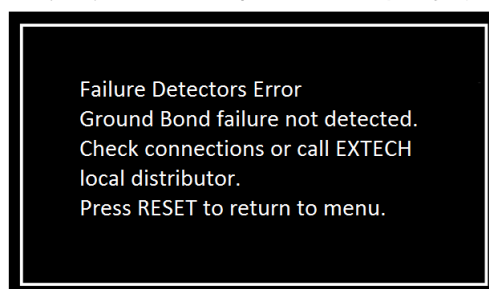 Failure Detectors Error
Ground Bond failure not detected.
Check connections or call EXTECH
local distributor.
Press RESET to return to menu.